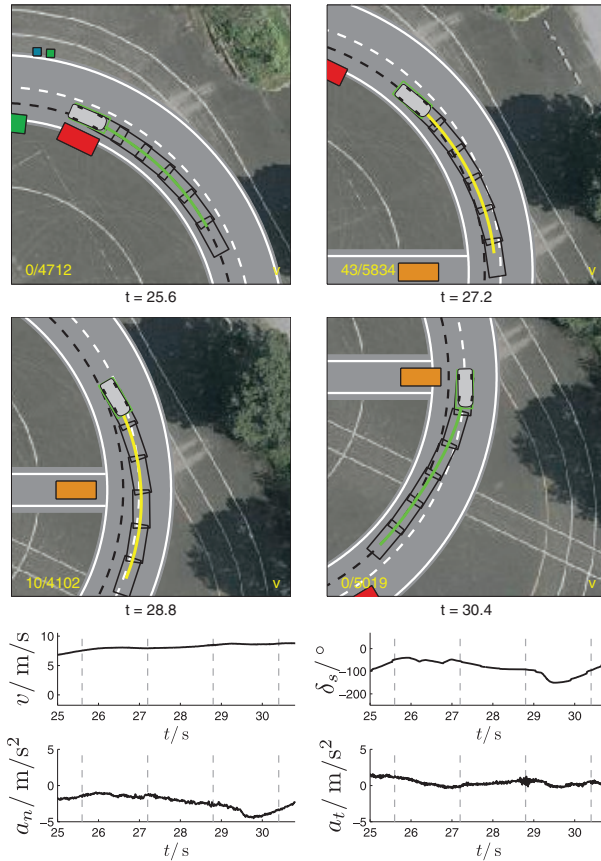 0/4712 v
43/5834 v
t = 25.6
t = 27.2
10/4102 v
0/5019 v
t = 28.8
t = 30.4
10
5
0
v / m/s
25 26 27 28 29 30
t / s
0
−100
−200
δs / °
25 26 27 28 29 30
t / s
5
0
−5
an / m/s²
25 26 27 28 29 30
t / s
5
0
−5
at / m/s²
25 26 27 28 29 30
t / s